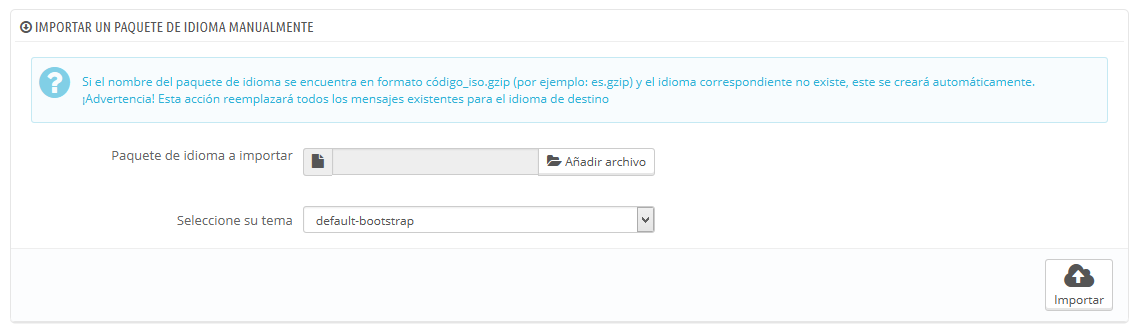 IMPORTAR UN PAQUETE DE IDIOMA MANUALMENTE
Si el nombre del paquete de idioma se encuentra en formato código_iso.gzip (por ejemplo: es.gzip) y el idioma correspondiente no existe, este se creará automáticamente.
¡Advertencia! Esta acción reemplazará todos los mensajes existentes para el idioma de destino
Paquete de idioma a importar
Añadir archivo
Seleccione su tema
default-bootstrap
Importar